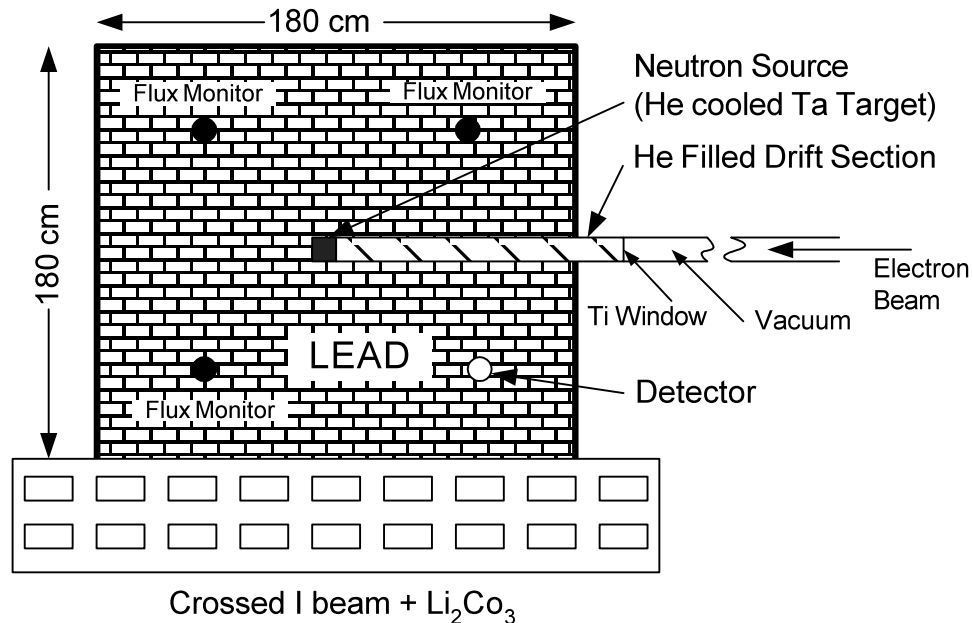 180 cm
Neutron Source
(He cooled Ta Target)
Flux Monitor
Flux Monitor
He Filled Drift Section
180 cm
Electron
Beam
Ti Window
Vacuum
LEAD
Detector
Flux Monitor
Crossed I beam + Li₂Co₃